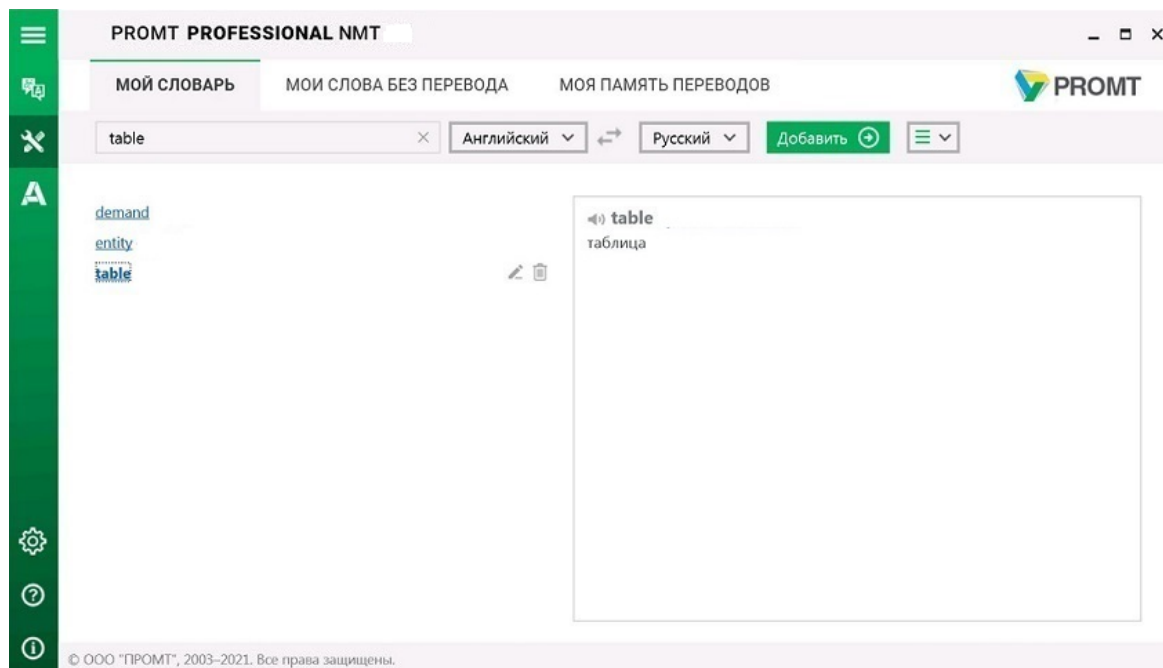 PROMT PROFESSIONAL NMT
МОЙ СЛОВАРЬ МОИ СЛОВА БЕЗ ПЕРЕВОДА МОЯ ПАМЯТЬ ПЕРЕВОДОВ PROMT
table Английский Русский Добавить
demand
entity
table
table
таблица
© ООО "ПРОМТ", 2003–2021. Все права защищены.